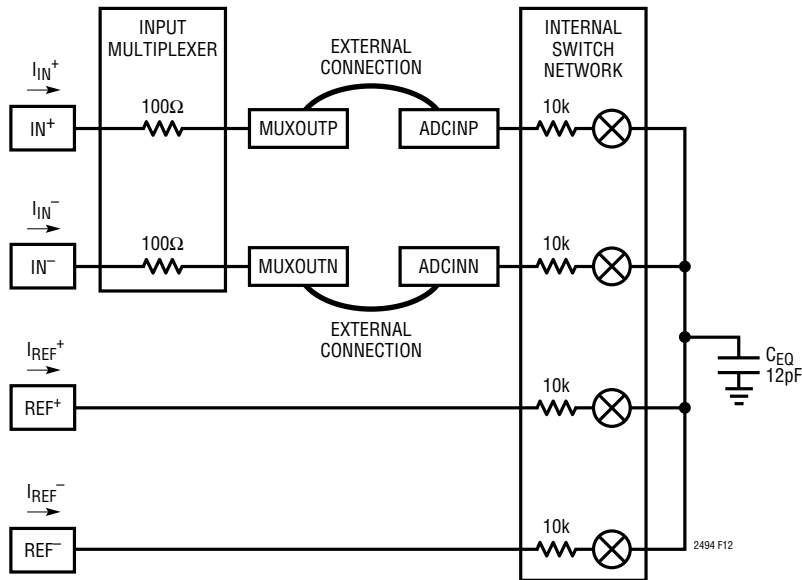 INPUT
MULTIPLEXER
INTERNAL
SWITCH
NETWORK
EXTERNAL
CONNECTION
IIN+
100Ω
10k
IN+
MUXOUTP
ADCINP
IIN–
100Ω
10k
IN–
MUXOUTN
ADCINN
EXTERNAL
CONNECTION
IREF+
10k
REF+
CEQ
12pF
IREF–
10k
REF–
2494 F12